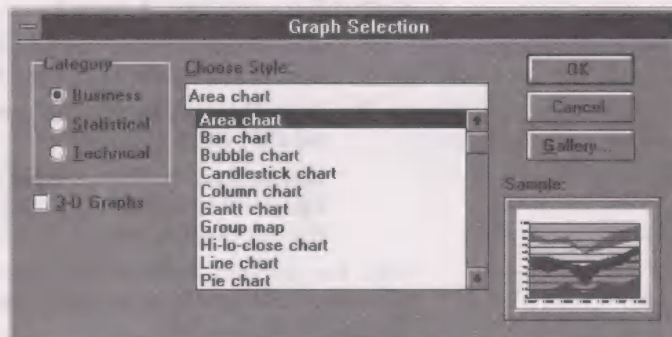 Graph Selection
Category
Business
Statistical
Technical
3-D Graphs
Choose Style:
Area chart
Area chart
Bar chart
Bubble chart
Candlestick chart
Column chart
Gantt chart
Group map
Hi-lo-close chart
Line chart
Pie chart
OK
Cancel
Gallery...
Sample: